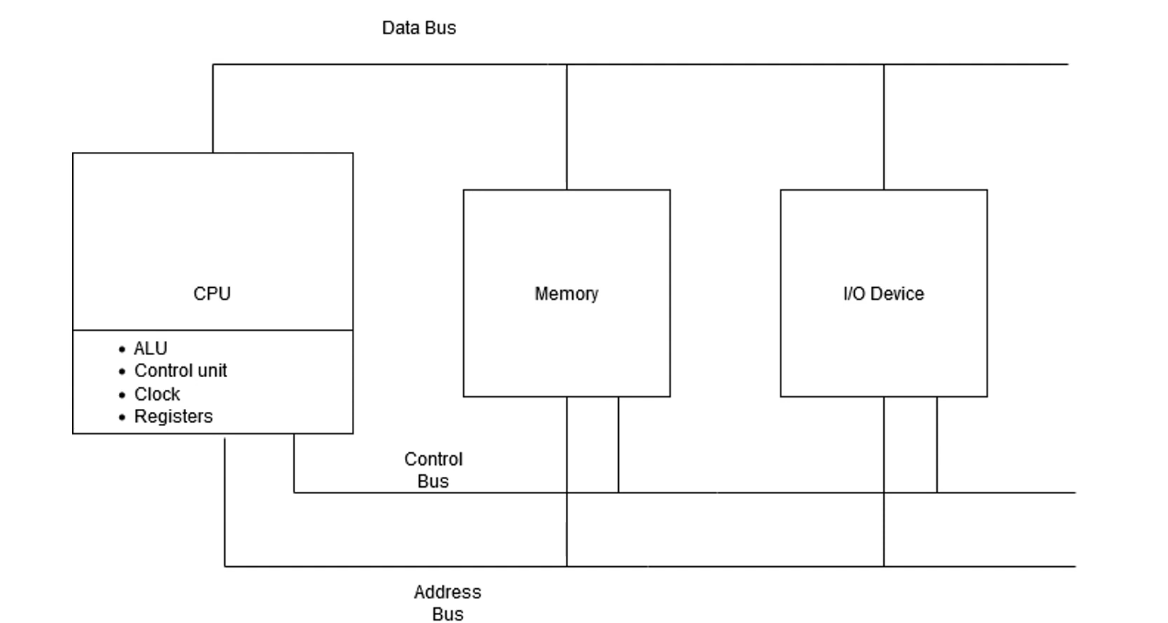 Data Bus
CPU
Memory
I/O Device
• ALU
• Control unit
• Clock
• Registers
Control
Bus
Address
Bus